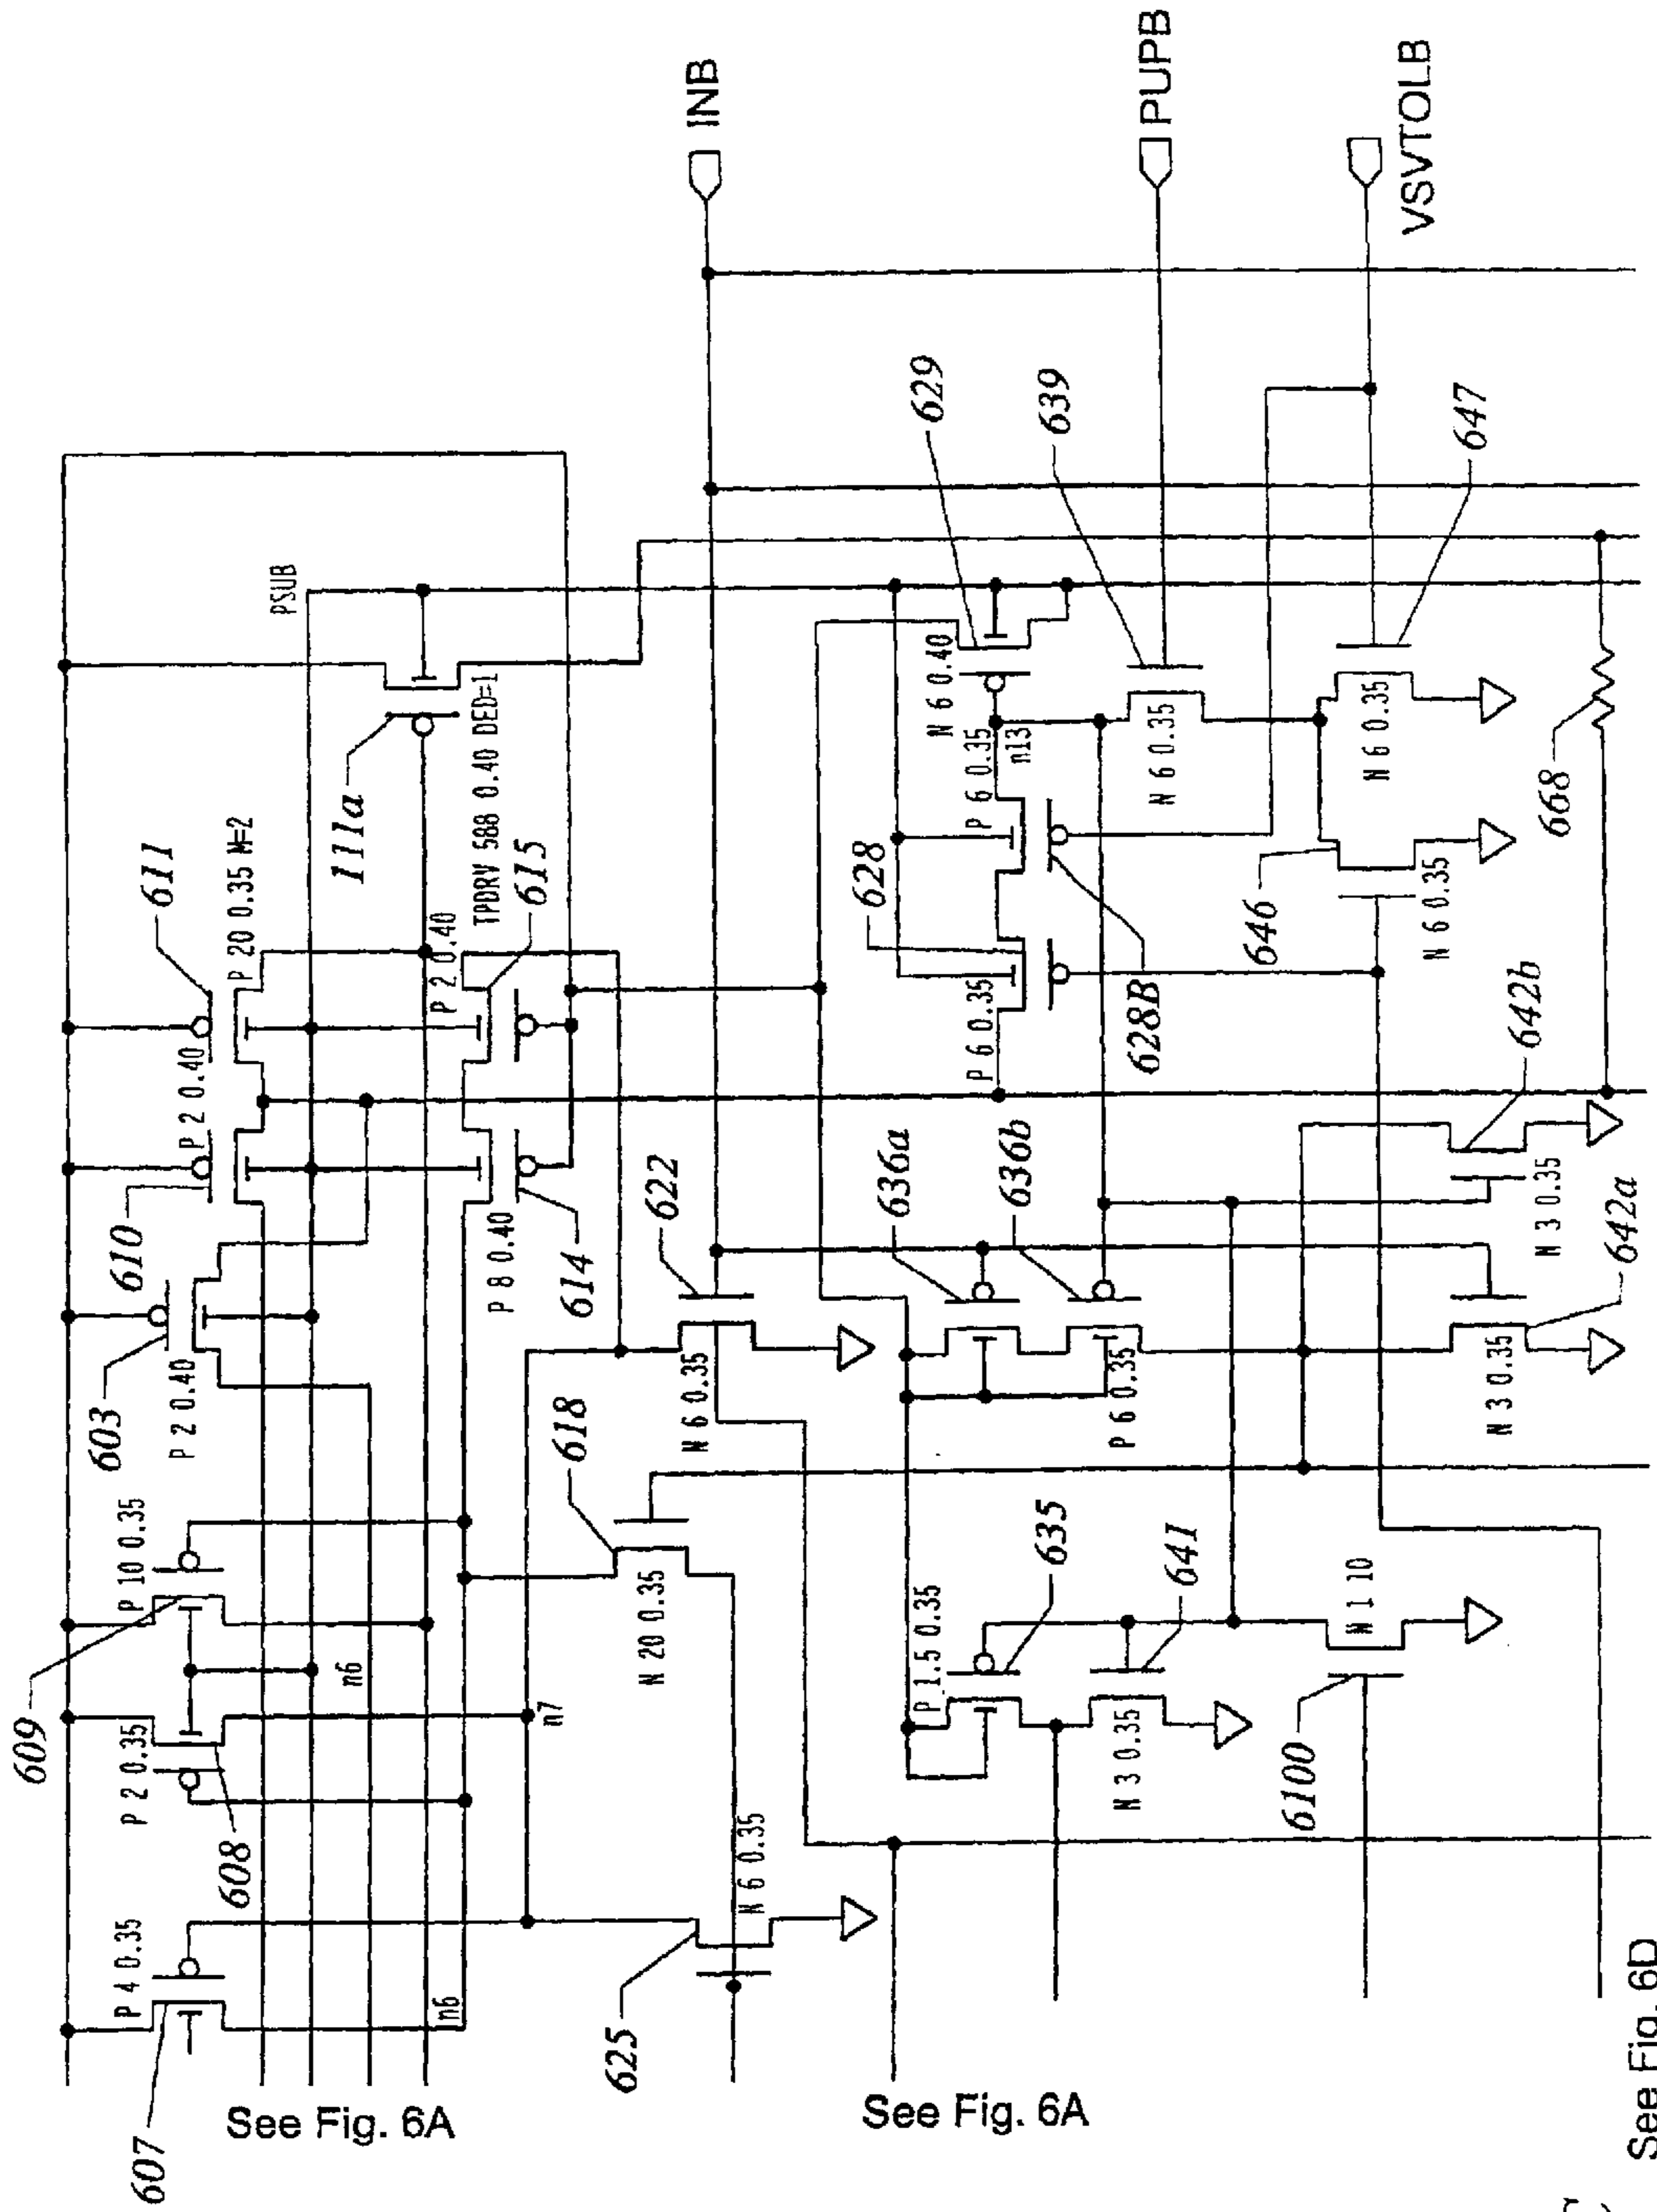 INB
PUPB
VSVTOLB
PSUB
611
P 20 0.35 M=2
111a
TPDRV 588 0.40 DED=1
615
P 2 0.40
P 2 0.40
610
603
P 2 0.40
P 8 0.40
614
P 10 0.35
609
n6
P 2 0.35
608
n7
P 4 0.35
607
n6
See Fig. 6A
622
618
N 6 0.35
N 20 0.35
N 6 0.35
625
629
639
N 6 0.40
P 6 0.35
n13
628
P 6 0.35
628B
N 6 0.35
647
N 6 0.35
646
N 6 0.35
668
636a
636b
P 6 0.35
642b
N 3 0.35
642a
N 3 0.35
P 1.5 0.35
635
641
N 3 0.35
N 1 10
6100
See Fig. 6A
See Fig. 6D